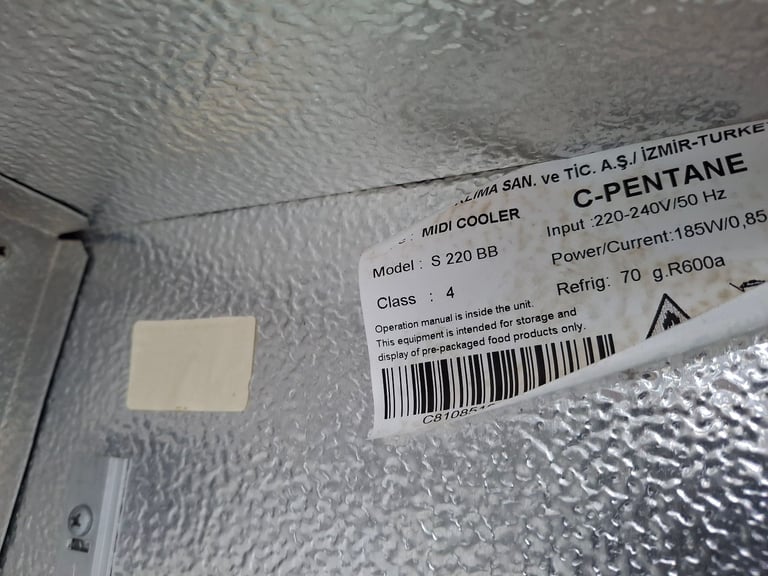 SAN. ve TİC. A.Ş./ İZMİR-TURKE
MIDI COOLER
C-PENTANE
Model : S 220 BB
Input :220-240V/50 Hz
Class : 4
Power/Current:185W/0,85
Refrig: 70 g.R600a
Operation manual is inside the unit.
This equipment is intended for storage and
display of pre-packaged food products only.
C810851